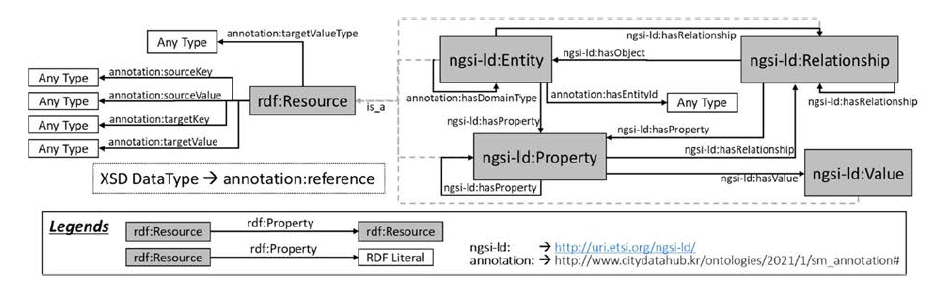 Any Type
annotation:targetValueType
Any Type
annotation:sourceKey
Any Type
annotation:sourceValue
Any Type
annotation:targetKey
Any Type
annotation:targetValue
rdf:Resource
is_a
XSD DataType → annotation:reference
ngsi-ld:hasRelationship
ngsi-ld:Entity
ngsi-ld:hasObject
ngsi-ld:Relationship
annotation:hasDomainType
annotation:hasEntityId
Any Type
ngsi-ld:hasRelationship
ngsi-ld:hasProperty
ngsi-ld:hasProperty
ngsi-ld:Property
ngsi-ld:hasRelationship
ngsi-ld:hasValue
ngsi-ld:Value
ngsi-ld:hasProperty
Legends
rdf:Resource
rdf:Property
rdf:Resource
rdf:Resource
rdf:Property
RDF Literal
ngsi-ld: → http://uri.etsi.org/ngsi-ld/
annotation: → http://www.citydatahub.kr/ontologies/2021/1/sm_annotation#